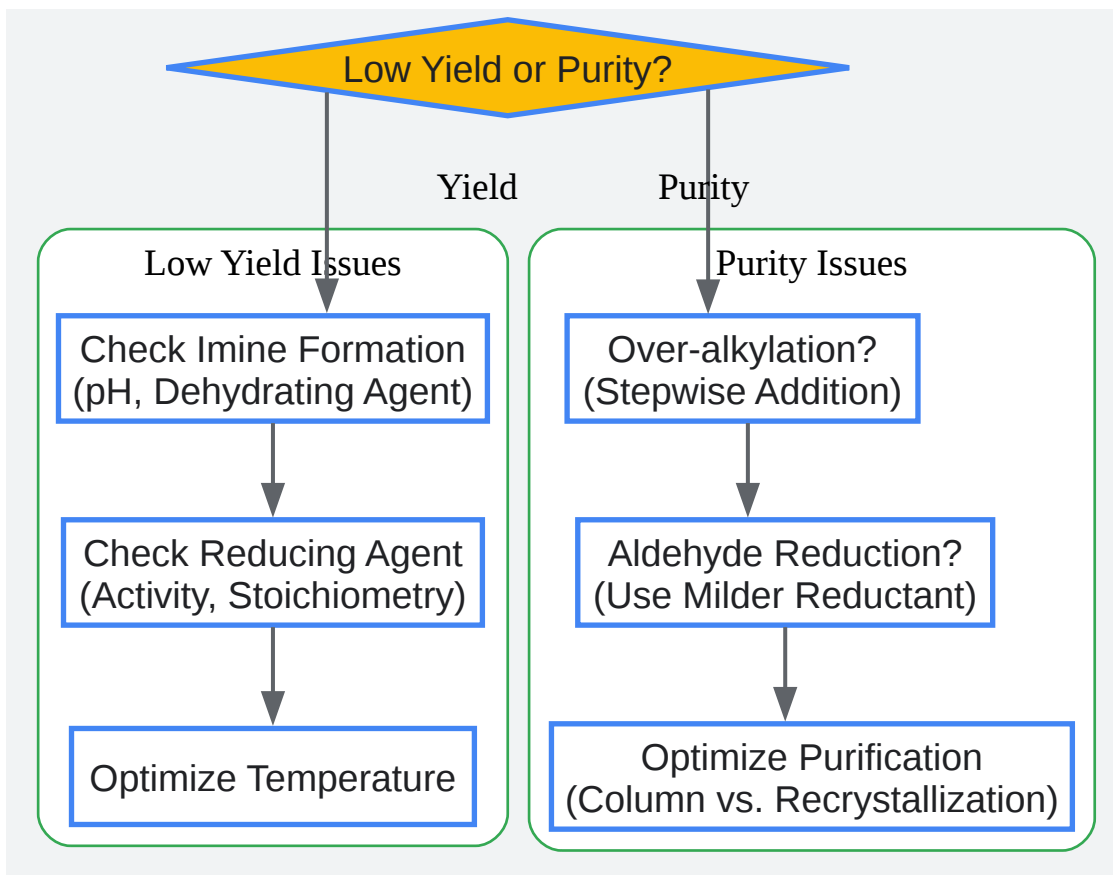 Low Yield or Purity?
Yield
Purity
Low Yield Issues
Check Imine Formation
(pH, Dehydrating Agent)
Check Reducing Agent
(Activity, Stoichiometry)
Optimize Temperature
Purity Issues
Over-alkylation?
(Stepwise Addition)
Aldehyde Reduction?
(Use Milder Reductant)
Optimize Purification
(Column vs. Recrystallization)